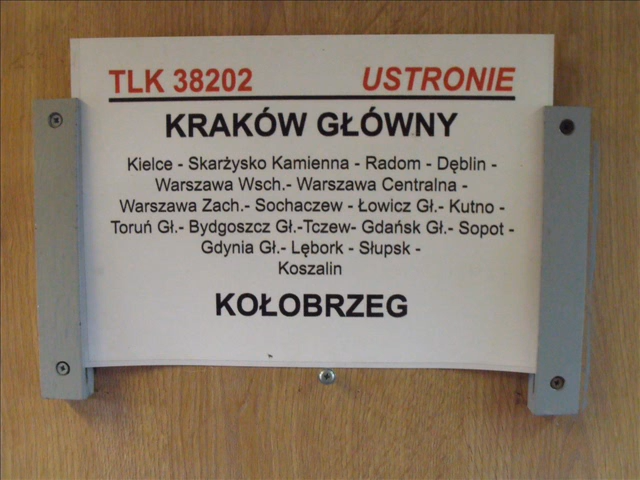 TLK 38202 USTRONIE
KRAKÓW GŁÓWNY
Kielce - Skarżysko Kamienna - Radom - Dęblin -
Warszawa Wsch.- Warszawa Centralna -
Warszawa Zach.- Sochaczew - Łowicz Gł.- Kutno -
Toruń Gł.- Bydgoszcz Gł.-Tczew- Gdańsk Gł.- Sopot -
Gdynia Gł.- Lębork - Słupsk -
Koszalin
KOŁOBRZEG